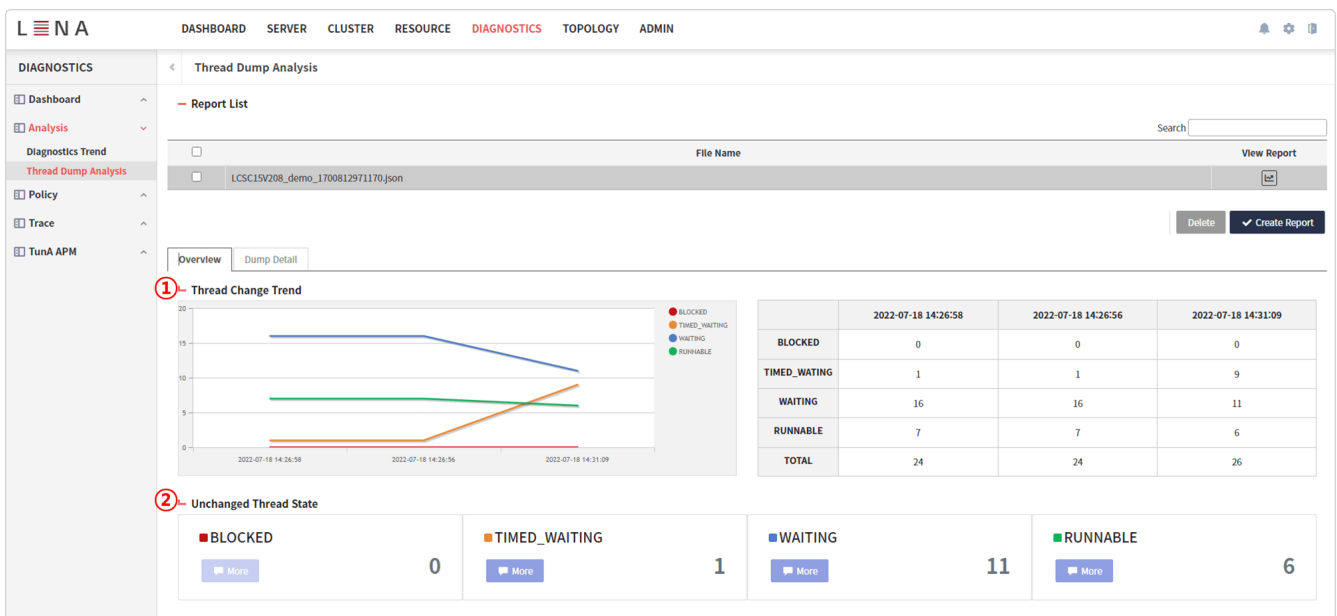 LENA
DASHBOARD SERVER CLUSTER RESOURCE DIAGNOSTICS TOPOLOGY ADMIN
DIAGNOSTICS
Dashboard
Analysis
Diagnostics Trend
Thread Dump Analysis
Policy
Trace
TunA APM
Thread Dump Analysis
Report List
Search
File Name View Report
LCSC15V208_demo_1700812971170.json
Delete Create Report
Overview Dump Detail
① Thread Change Trend
20
15
10
5
0
2022-07-18 14:26:58 2022-07-18 14:26:56 2022-07-18 14:31:09
BLOCKED
TIMED_WAITING
WAITING
RUNNABLE
2022-07-18 14:26:58 2022-07-18 14:26:56 2022-07-18 14:31:09
BLOCKED 0 0 0
TIMED_WATING 1 1 9
WAITING 16 16 11
RUNNABLE 7 7 6
TOTAL 24 24 26
② Unchanged Thread State
BLOCKED
More 0
TIMED_WAITING
More 1
WAITING
More 11
RUNNABLE
More 6